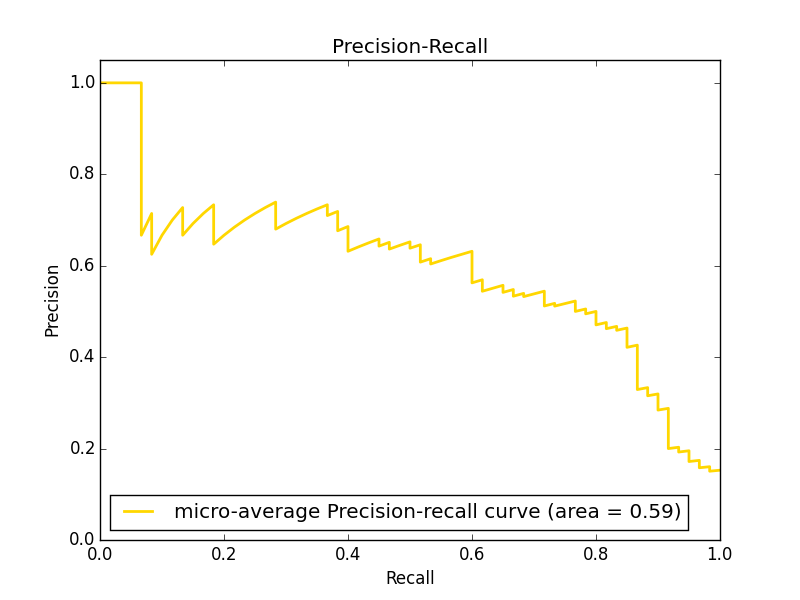 Precision-Recall
1.0
0.8
0.6
0.4
0.2
0.0
Precision
micro-average Precision-recall curve (area = 0.59)
0.0 0.2 0.4 0.6 0.8 1.0
Recall